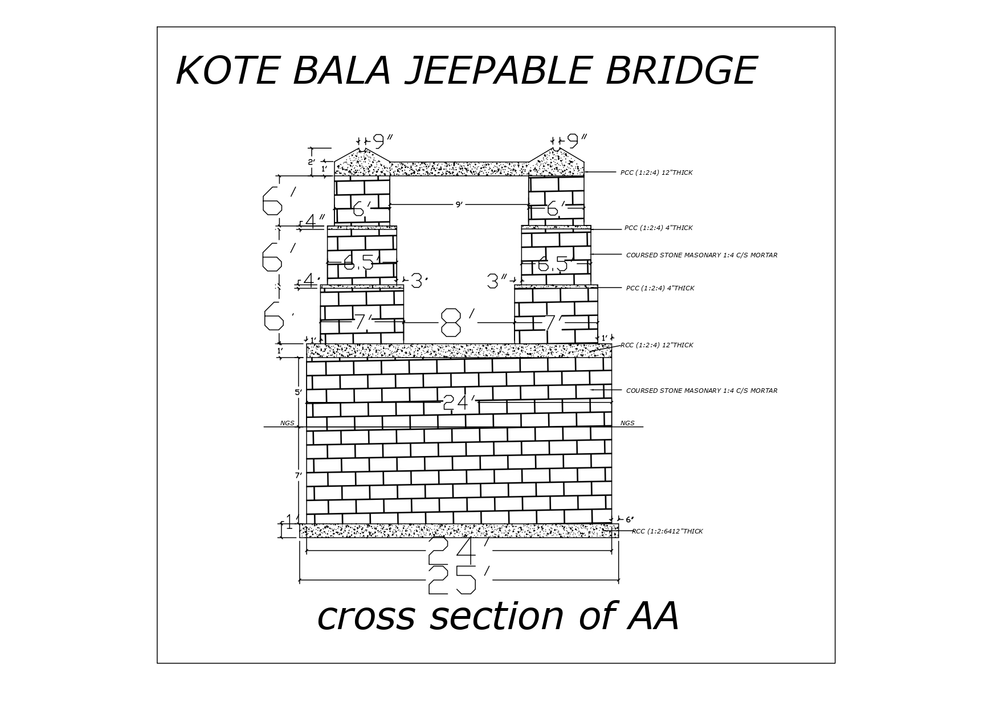 KOTE BALA JEEPABLE BRIDGE
9" 9"
2'
1'
PCC (1:2:4) 12"THICK
6'
6' 9' 6'
4"
PCC (1:2:4) 4"THICK
6'
COURSED STONE MASONARY 1:4 C/S MORTAR
6.5' 6.5'
4" 3" 3"
PCC (1:2:4) 4"THICK
6'
7' 8' 7'
1' 1'
1'
RCC (1:2:4) 12"THICK
5'
COURSED STONE MASONARY 1:4 C/S MORTAR
24'
NGS NGS
7'
1' 6"
RCC (1:2:6412"THICK
24'
25'
cross section of AA